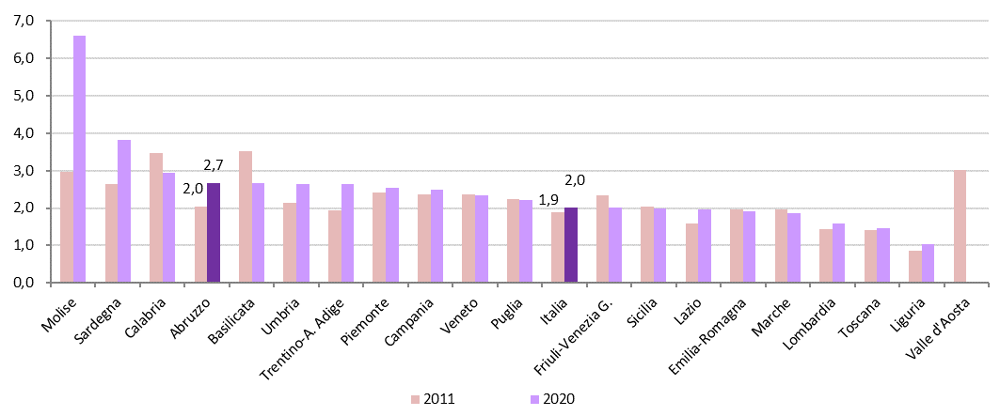 7,0
6,0
5,0
4,0
3,0
2,0
1,0
0,0
2,0
2,7
1,9
2,0
Molise
Sardegna
Calabria
Abruzzo
Basilicata
Umbria
Trentino-A. Adige
Piemonte
Campania
Veneto
Puglia
Italia
Friuli-Venezia G.
Sicilia
Lazio
Emilia-Romagna
Marche
Lombardia
Toscana
Liguria
Valle d'Aosta
2011
2020